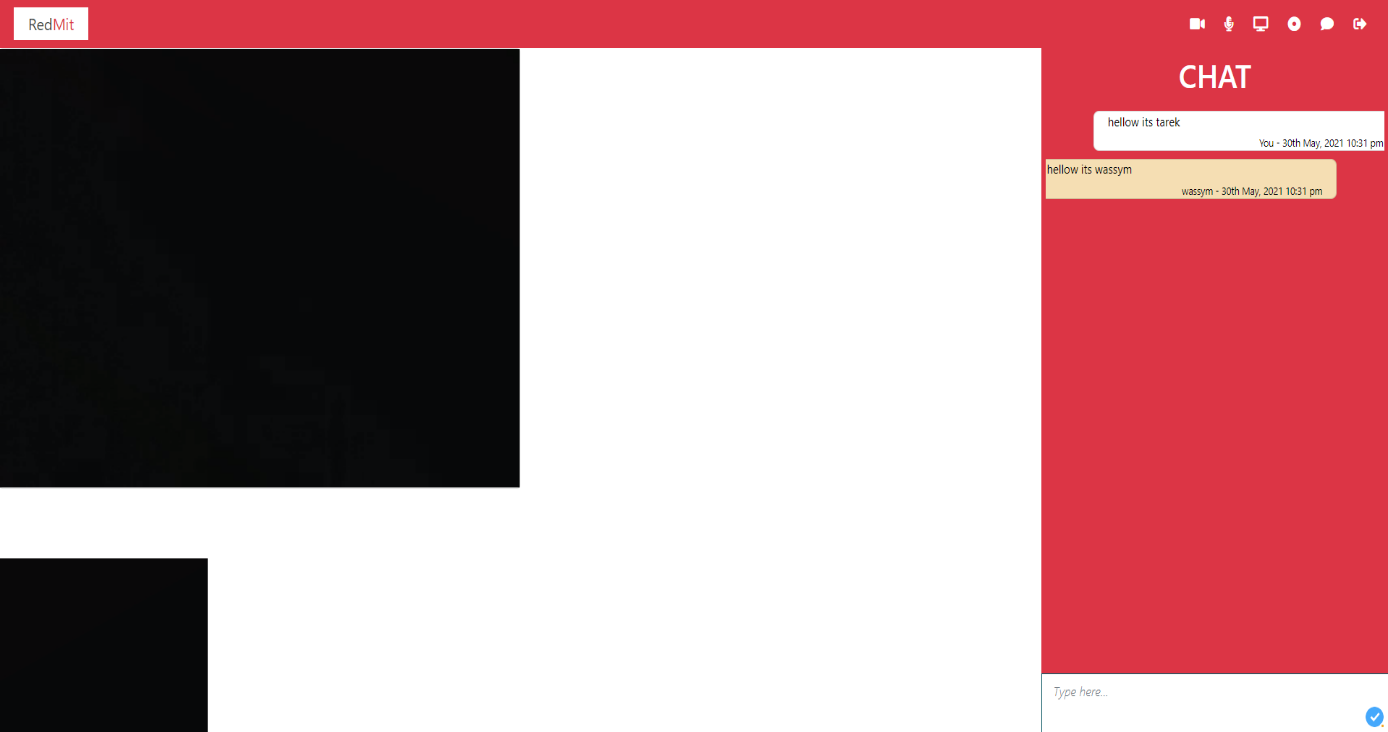 RedMit
CHAT
hellow its tarek
You - 30th May, 2021 10:31 pm
hellow its wassym
wassym - 30th May, 2021 10:31 pm
Type here...